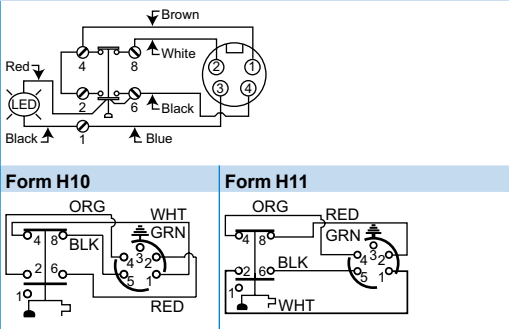 Brown
White
4 8
2 1
Red
3 4
LED
2 6
Black
Black
1
Blue
Form H10
Form H11
ORG
WHT
GRN
4 8
BLK
4 3 2
2 6
5 1
1
RED
ORG
RED
GRN
4 8
4 3 2
BLK
2 6
5 1
1
WHT